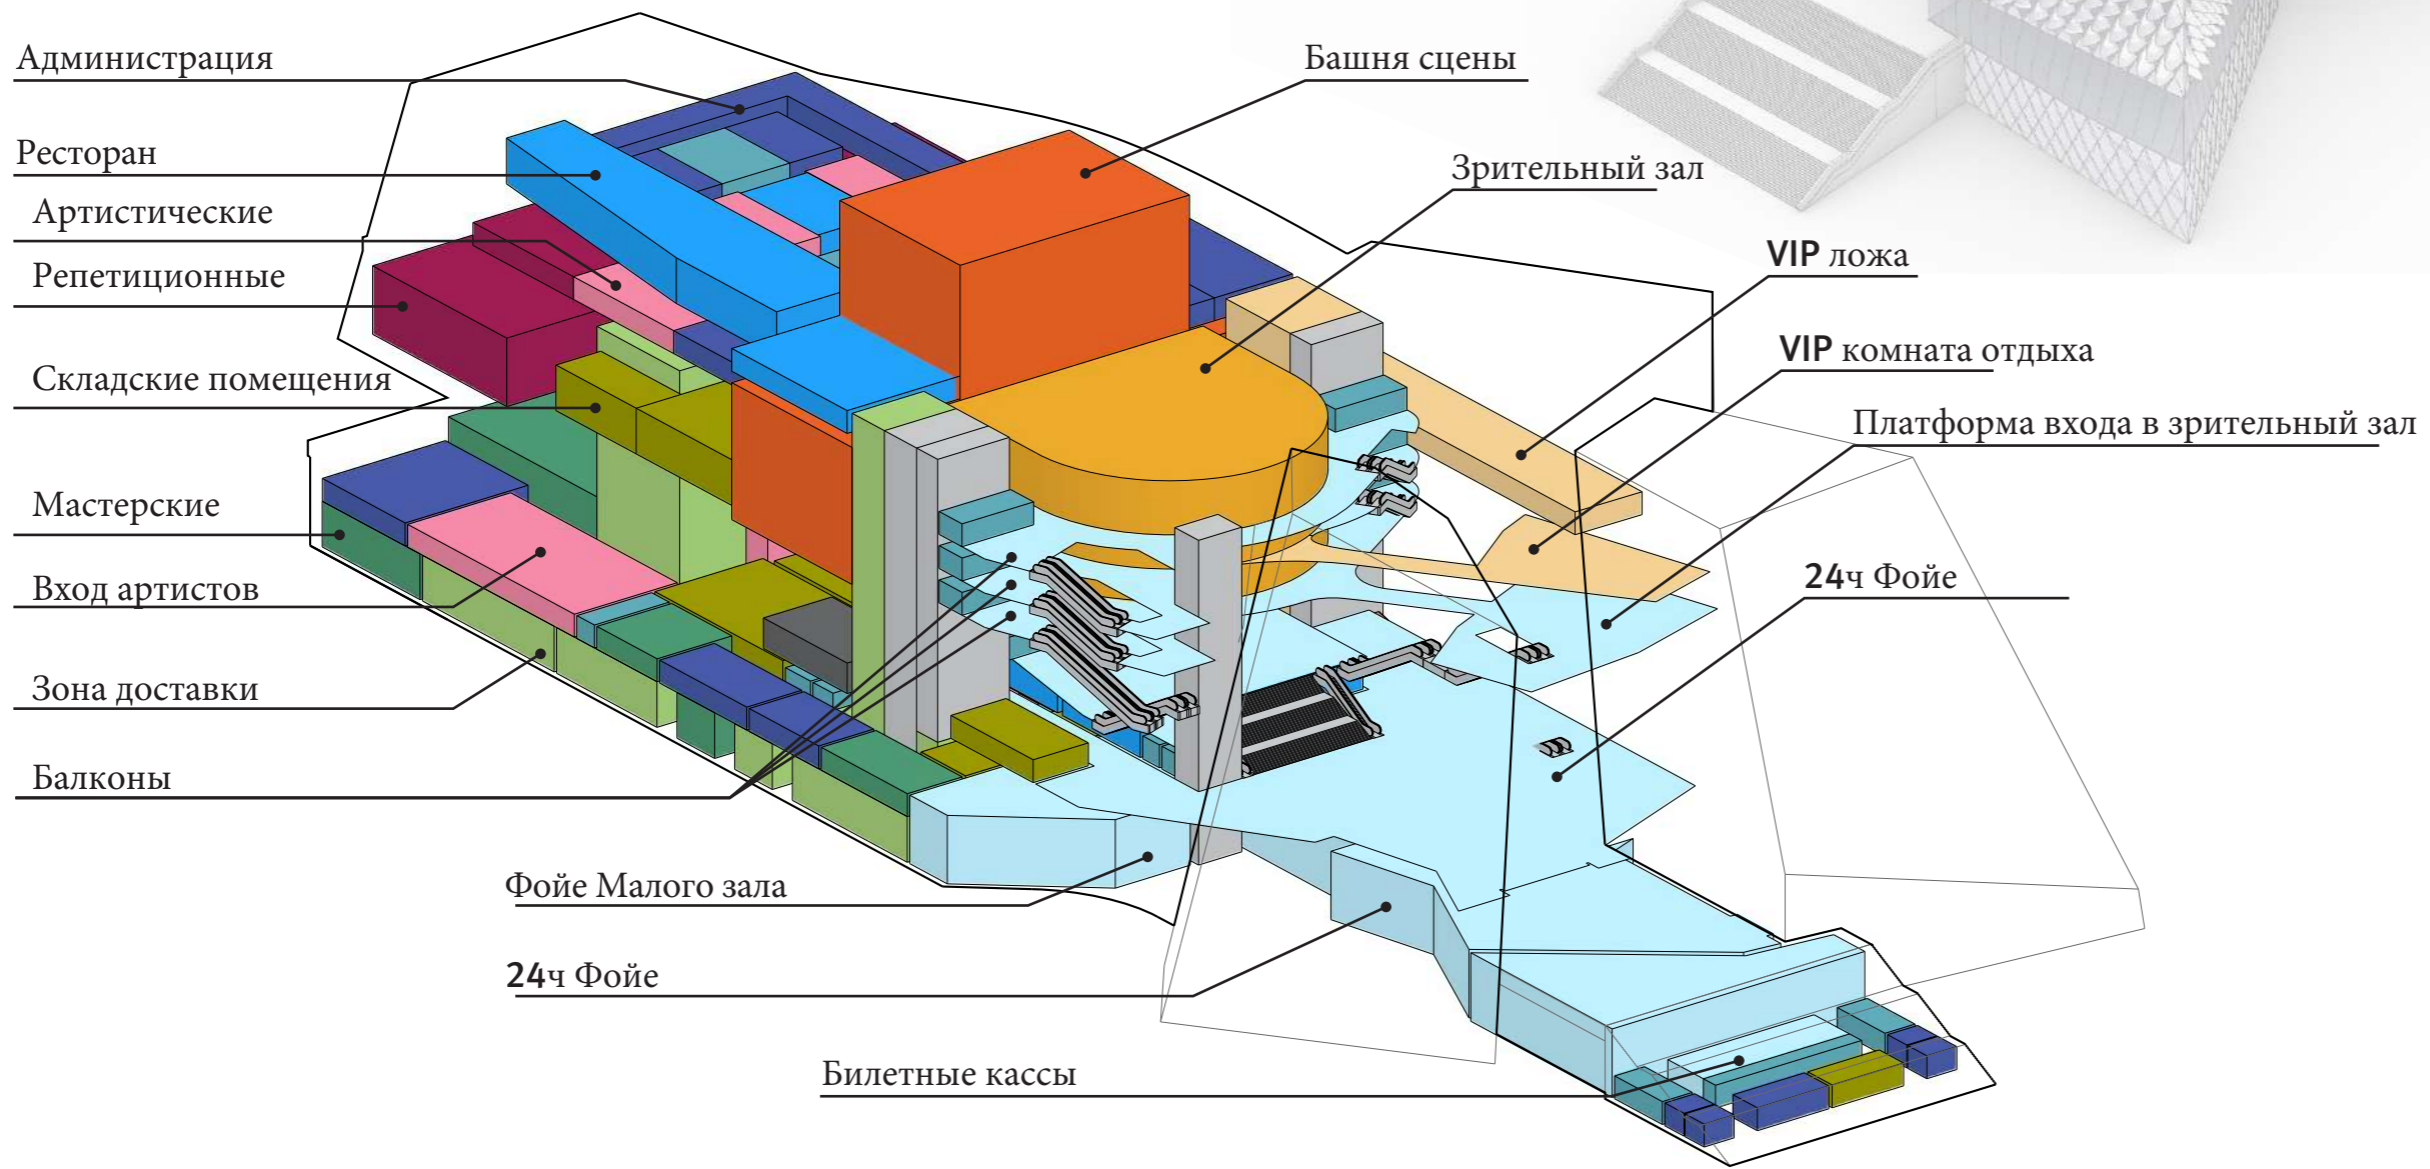 Администрация
Ресторан
Артистические
Репетиционные
Складские помещения
Мастерские
Вход артистов
Зона доставки
Балконы
Фойе Малого зала
24ч Фойе
Билетные кассы
Башня сцены
Зрительный зал
VIP ложа
VIP комната отдыха
Платформа входа в зрительный зал
24ч Фойе